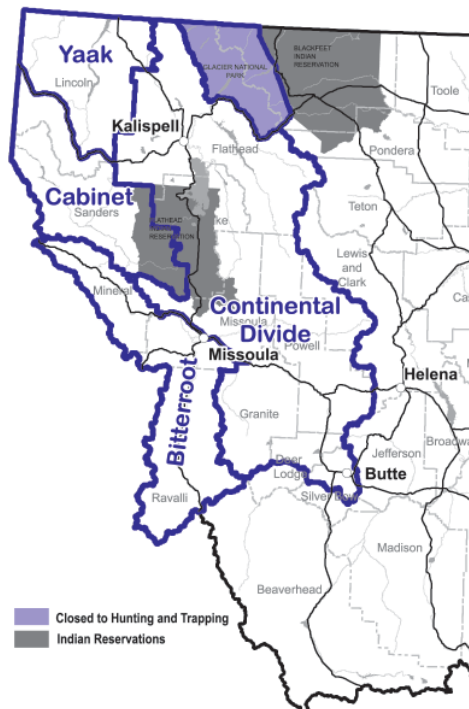 Yaak
Lincoln
GLACIER NATIONAL
PARK
BLACKFEET
INDIAN
RESERVATION
Toole
Kalispell
Flathead
Pondera
Cabinet
Sanders
RESERVATION
Teton
Lewis
and
Clark
Mineral
Continental
Divide
Missoula
Powell
Missoula
Helena
Bitterroot
Granite
Jefferson
Deer
Lodge
Butte
Ravalli
Silver Bow
Madison
Beaverhead
Closed to Hunting and Trapping
Indian Reservations